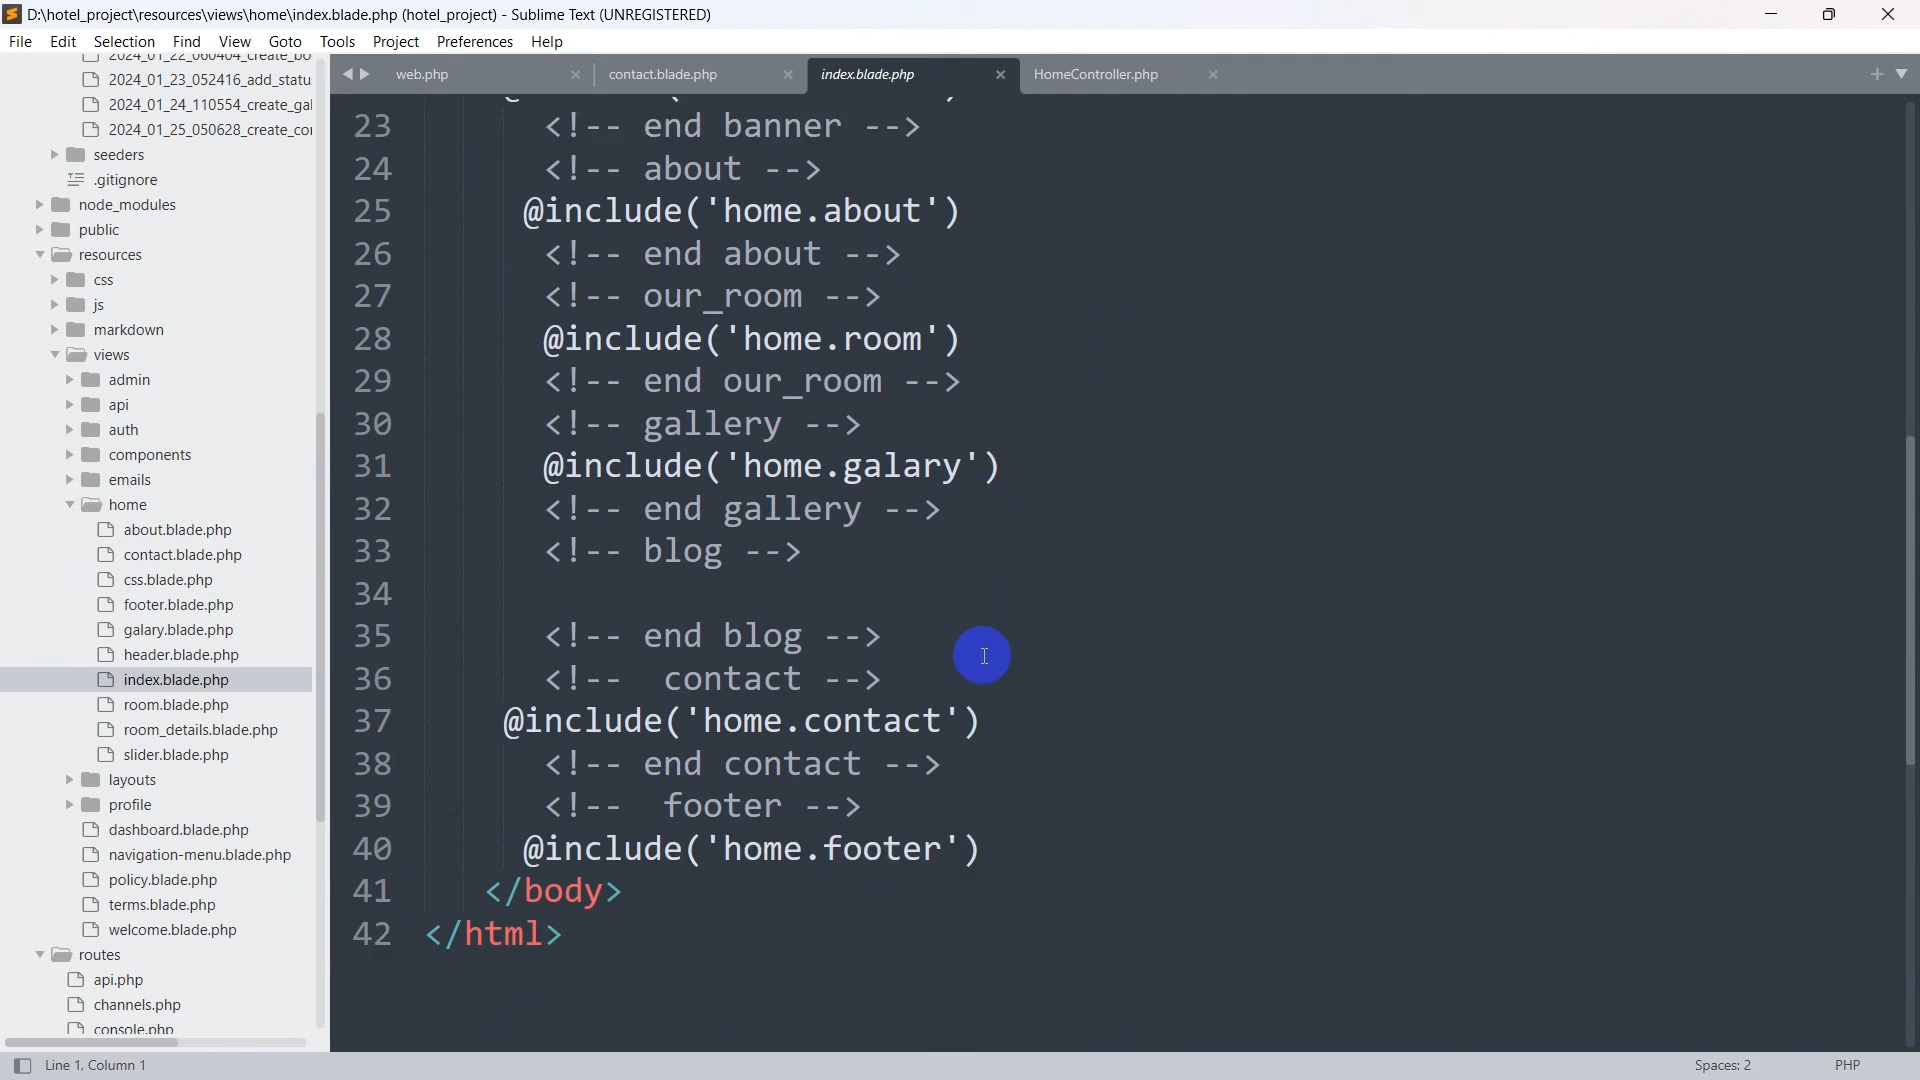 D:\hotel_project\resources\views\home\index.blade.php (hotel_project) - Sublime Text (UNREGISTERED)
File Edit Selection Find View Goto Tools Project Preferences Help
web.php contact.blade.php index.blade.php HomeController.php
2024_01_22_060404_create_bo
2024_01_23_052416_add_statu
2024_01_24_110554_create_gal
2024_01_25_050628_create_cor
seeders
.gitignore
node_modules
public
resources
css
js
markdown
views
admin
api
auth
components
emails
home
about.blade.php
contact.blade.php
css.blade.php
footer.blade.php
galary.blade.php
header.blade.php
index.blade.php
room.blade.php
room_details.blade.php
slider.blade.php
layouts
profile
dashboard.blade.php
navigation-menu.blade.php
policy.blade.php
terms.blade.php
welcome.blade.php
routes
api.php
channels.php
console.php
23 <!-- end banner -->
24 <!-- about -->
25 @include('home.about')
26 <!-- end about -->
27 <!-- our_room -->
28 @include('home.room')
29 <!-- end our_room -->
30 <!-- gallery -->
31 @include('home.galary')
32 <!-- end gallery -->
33 <!-- blog -->
34
35 <!-- end blog -->
36 <!--  contact -->
37 @include('home.contact')
38 <!-- end contact -->
39 <!--  footer -->
40 @include('home.footer')
41 </body>
42 </html>
Line 1, Column 1
Spaces: 2
PHP